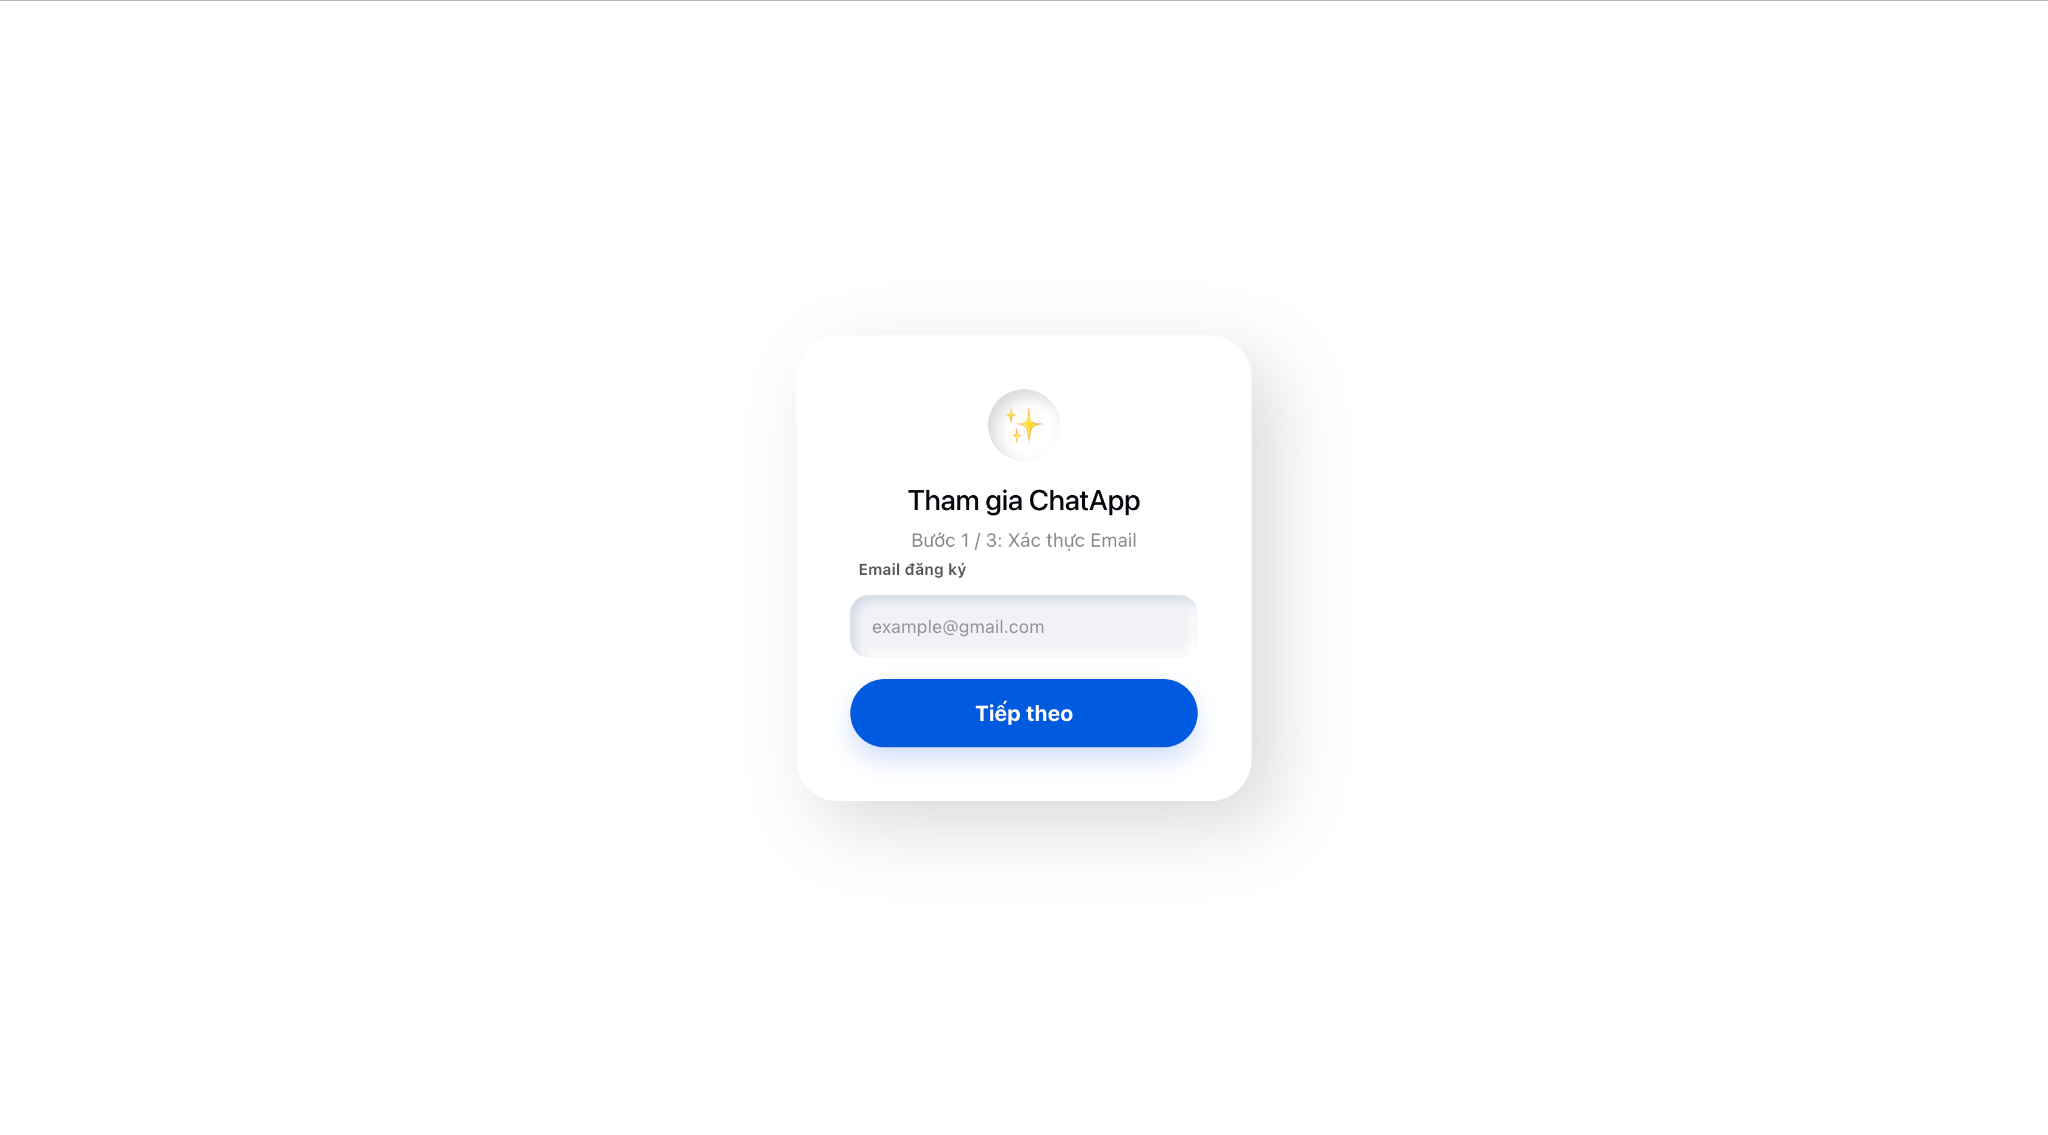 Tham gia ChatApp
Bước 1 / 3: Xác thực Email
Email đăng ký
example@gmail.com
Tiếp theo